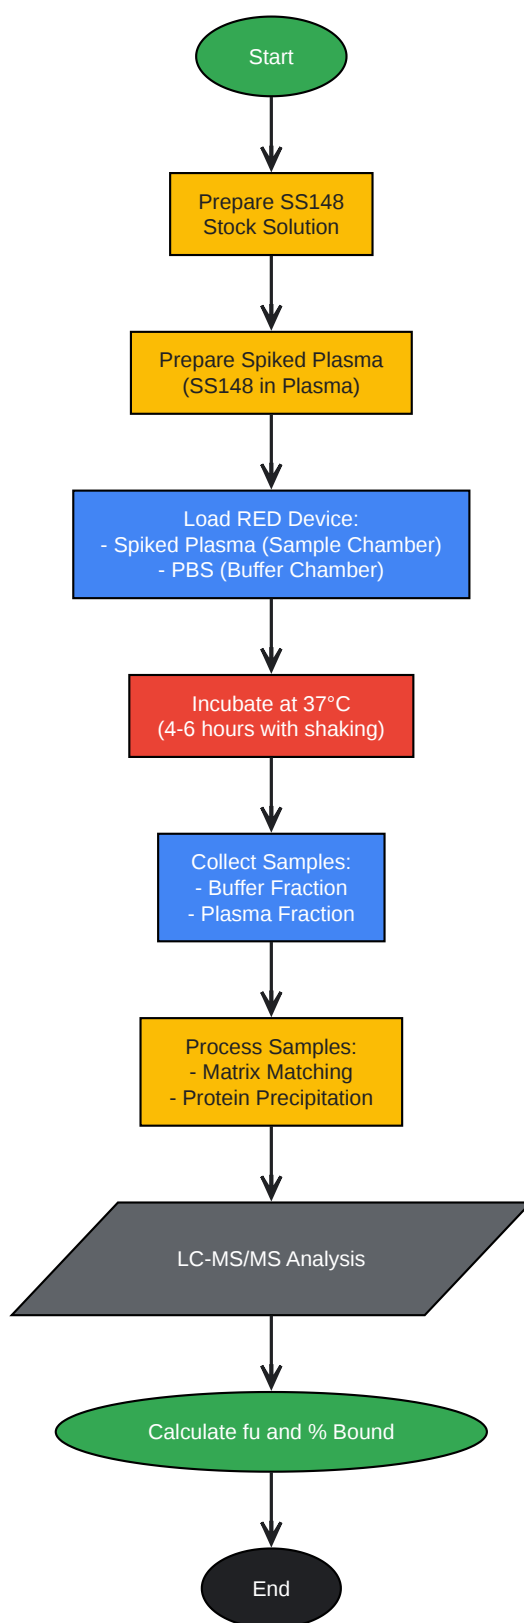 Start
Prepare SS148
Stock Solution
Prepare Spiked Plasma
(SS148 in Plasma)
Load RED Device:
- Spiked Plasma (Sample Chamber)
- PBS (Buffer Chamber)
Incubate at 37°C
(4-6 hours with shaking)
Collect Samples:
- Buffer Fraction
- Plasma Fraction
Process Samples:
- Matrix Matching
- Protein Precipitation
LC-MS/MS Analysis
Calculate fu and % Bound
End